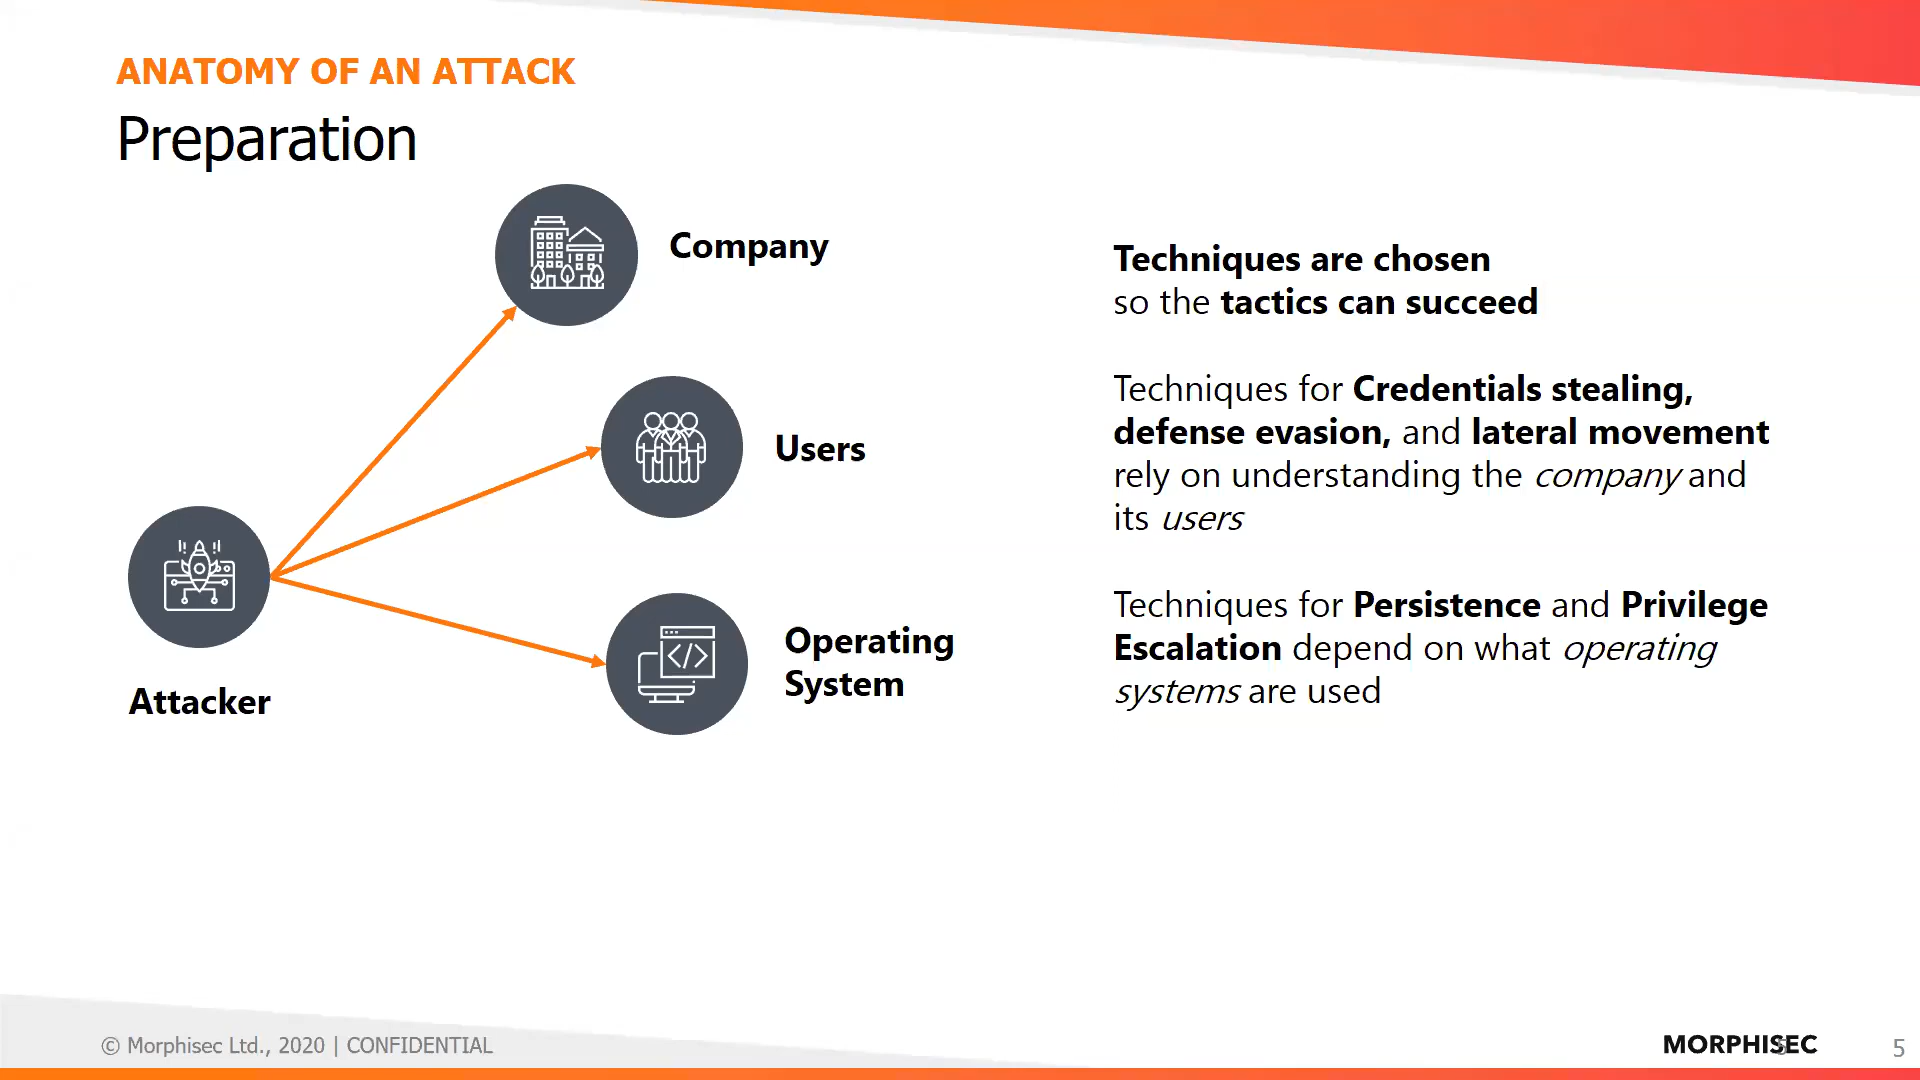 ANATOMY OF AN ATTACK
Preparation
Company
Users
Operating
System
Attacker
Techniques are chosen
so the tactics can succeed
Techniques for Credentials stealing,
defense evasion, and lateral movement
rely on understanding the company and
its users
Techniques for Persistence and Privilege
Escalation depend on what operating
systems are used
© Morphisec Ltd., 2020 | CONFIDENTIAL
MORPHISEC
5
5